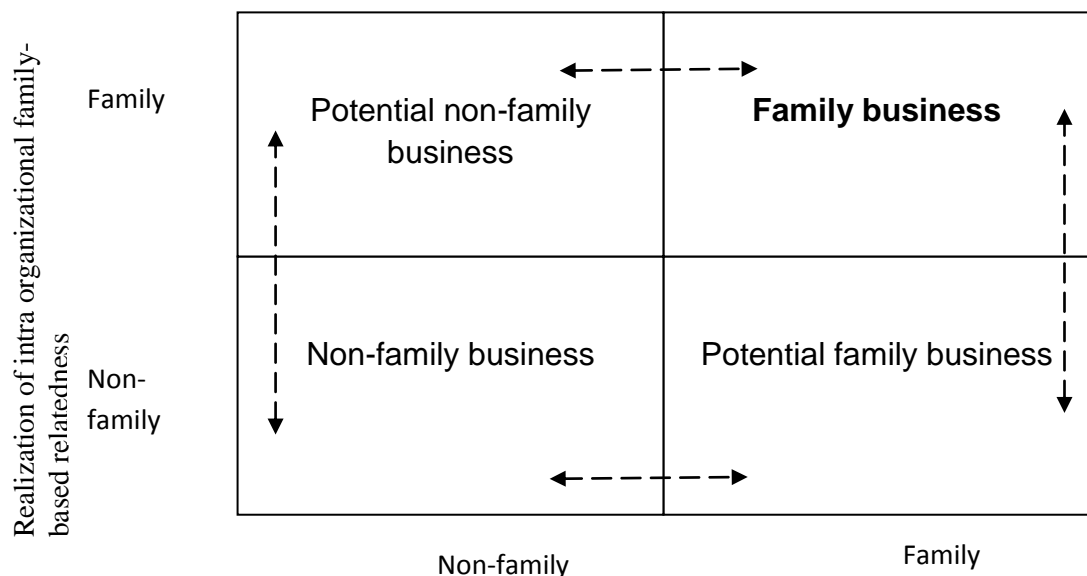 Realization of intra organizational family-
based relatedness
Family
Potential non-family
business
Family business
Non-
family
Non-family business
Potential family business
Non-family
Family